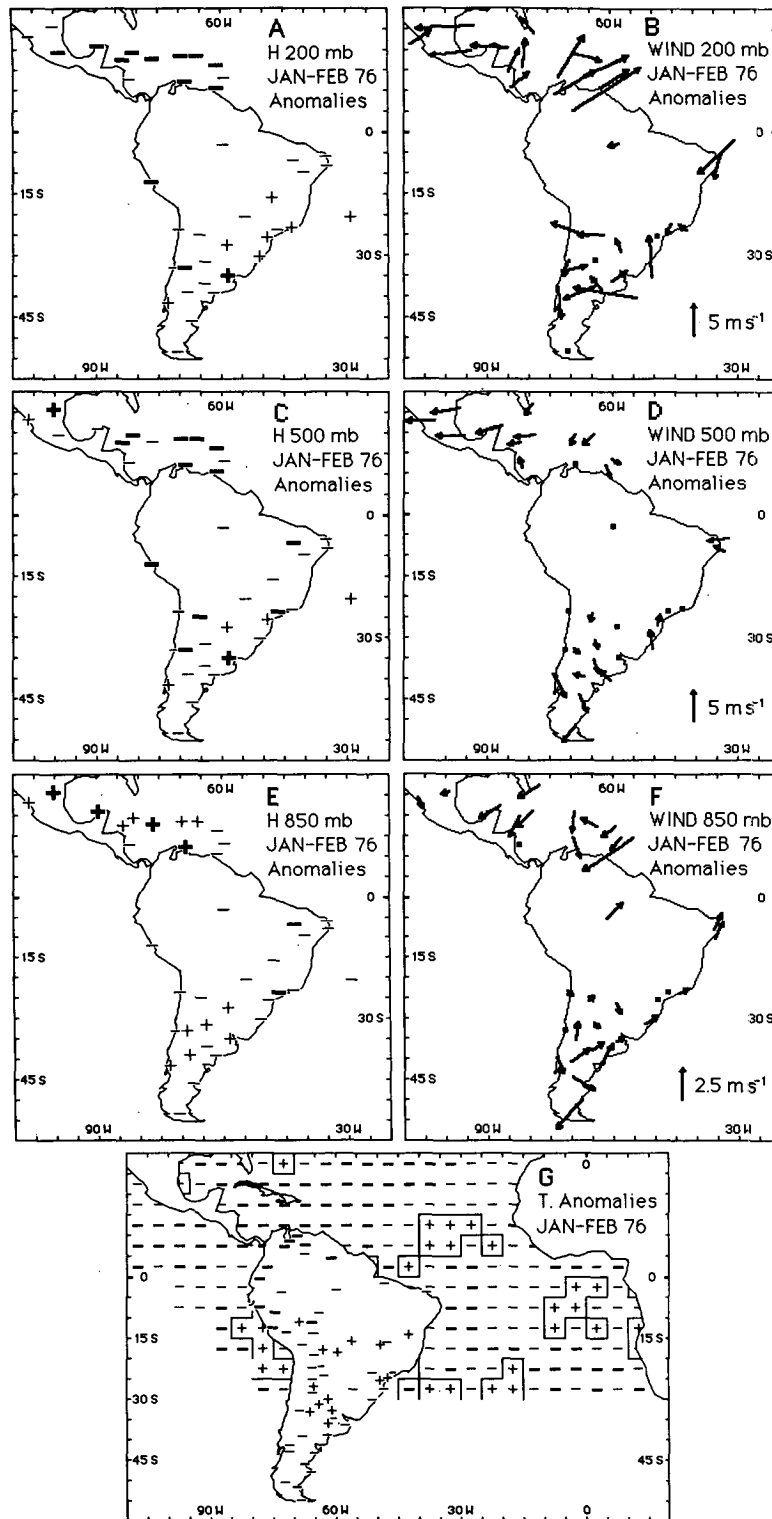 60W
A
H 200 mb
JAN-FEB 76
Anomalies
0
15S
30S
45S
90W
30W
60W
B
WIND 200 mb
JAN-FEB 76
Anomalies
0
15S
30S
45S
5 ms⁻¹
90W
30W
60W
C
H 500 mb
JAN-FEB 76
Anomalies
0
15S
30S
45S
90W
30W
60W
D
WIND 500 mb
JAN-FEB 76
Anomalies
0
15S
30S
45S
5 ms⁻¹
90W
30W
60W
E
H 850 mb
JAN-FEB 76
Anomalies
0
15S
30S
45S
90W
30W
60W
F
WIND 850 mb
JAN-FEB 76
Anomalies
0
15S
30S
45S
2.5 ms⁻¹
90W
30W
0
G
T. Anomalies
JAN-FEB 76
0
0
15S
15S
30S
30S
45S
45S
90W
60W
30W
0